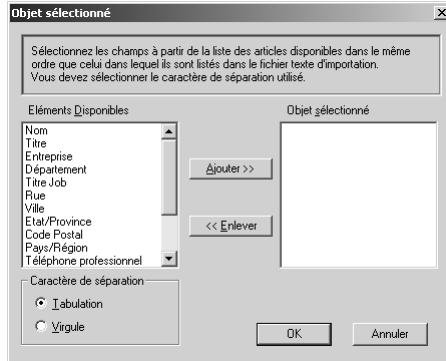 Objet sélectionné
Sélectionnez les champs à partir de la liste des articles disponibles dans le même
ordre que celui dans lequel ils sont listés dans le fichier texte d'importation.
Vous devez sélectionner le caractère de séparation utilisé.
Eléments Disponibles
Objet sélectionné
Nom
Titre
Entreprise
Département
Titre Job
Rue
Ville
Etat/Province
Code Postal
Pays/Région
Téléphone professionnel
Ajouter >>
<< Enlever
Caractère de séparation
Tabulation
Virgule
OK
Annuler